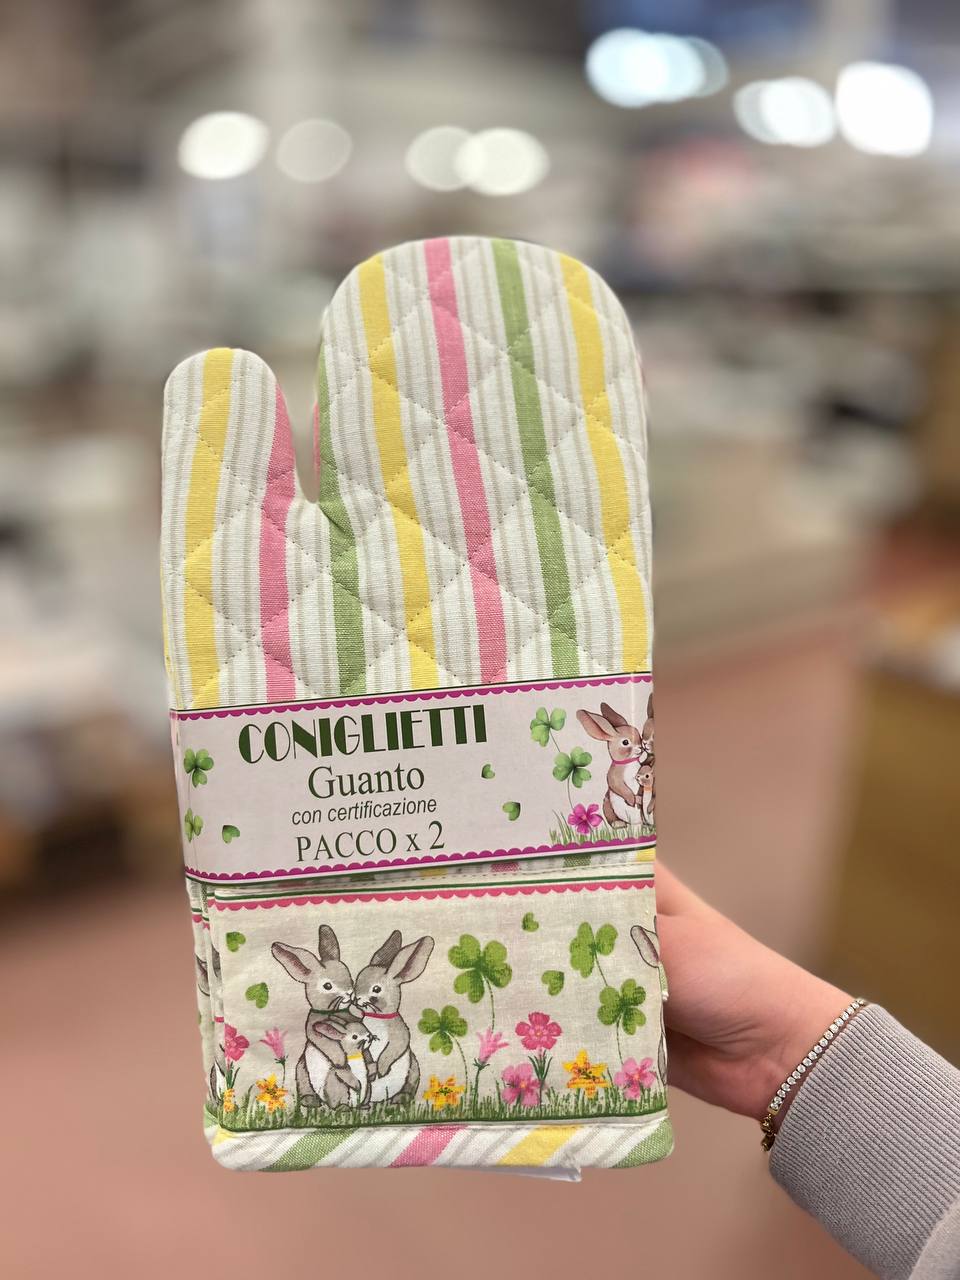 CONIGLIETTI
Guanto
con certificazione
PACCO x 2